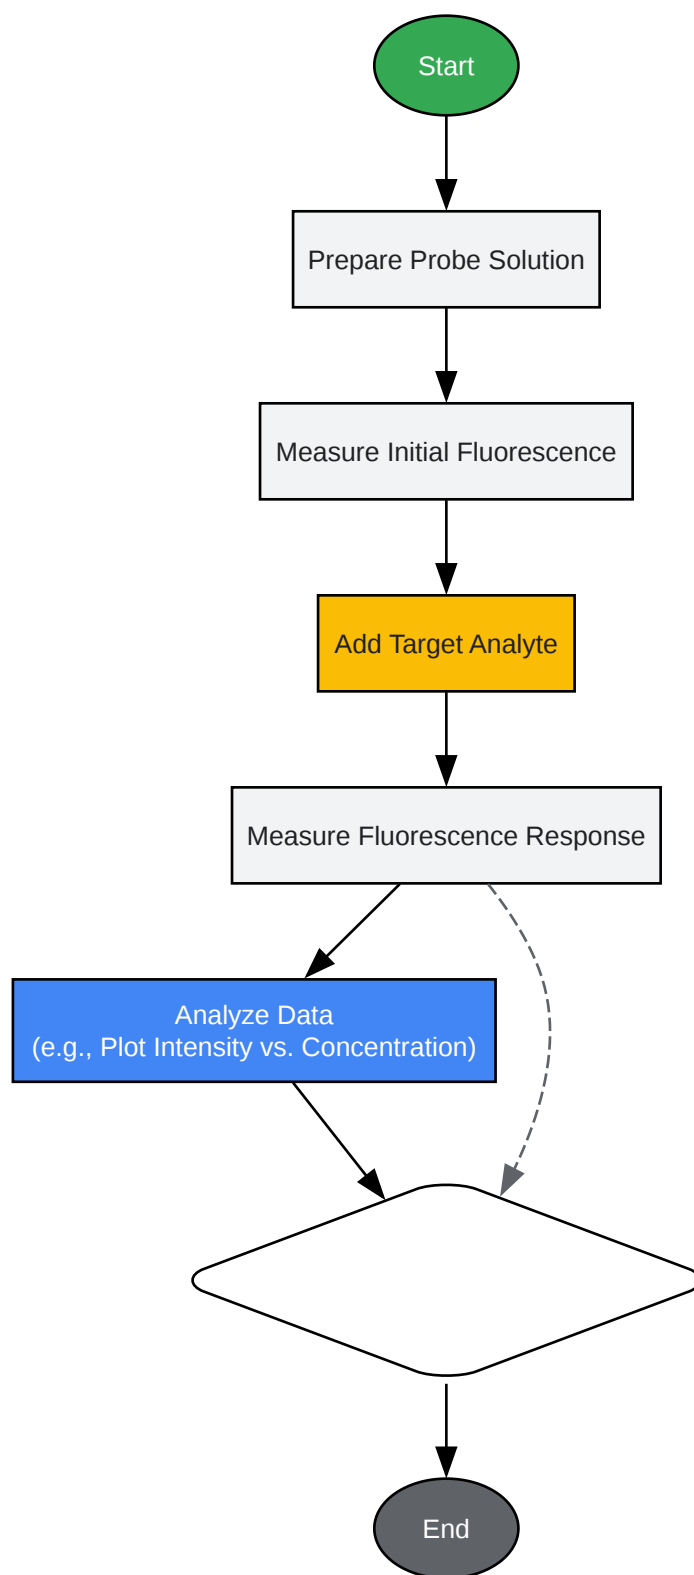 Start
Prepare Probe Solution
Measure Initial Fluorescence
Add Target Analyte
Measure Fluorescence Response
Analyze Data
(e.g., Plot Intensity vs. Concentration)
End